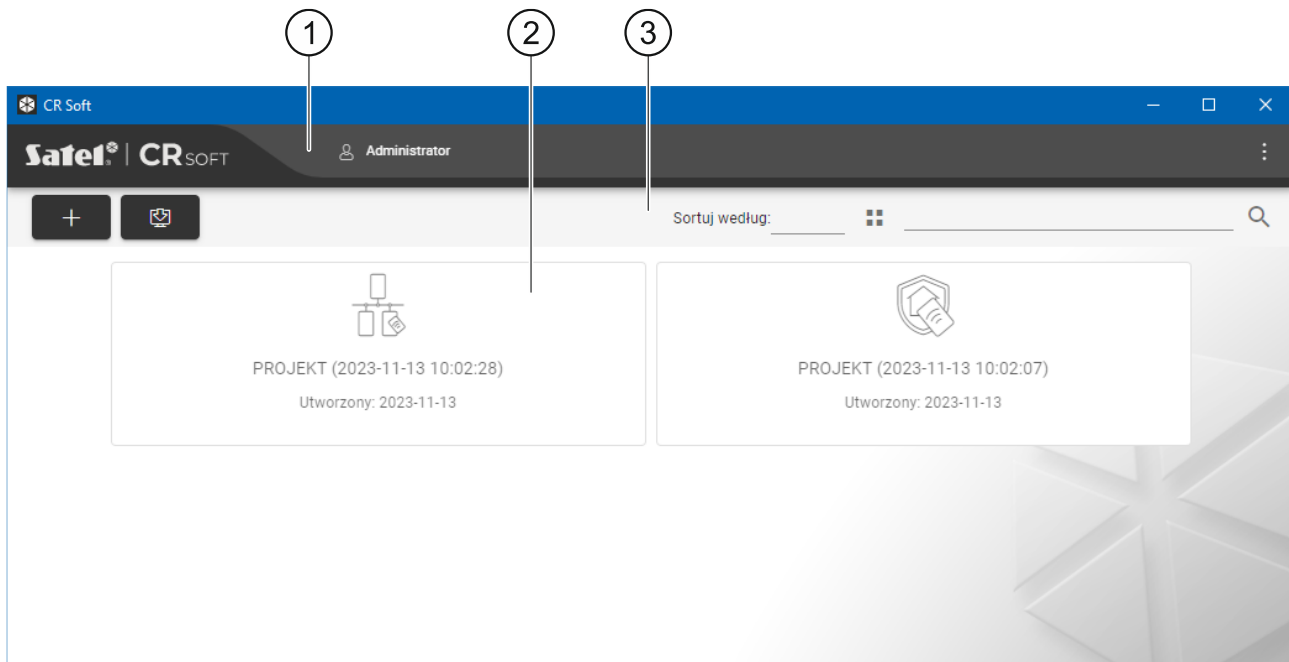 1 2 3
CR Soft
Satel® | CR SOFT
Administrator
Sortuj według:
PROJEKT (2023-11-13 10:02:28)
Utworzony: 2023-11-13
PROJEKT (2023-11-13 10:02:07)
Utworzony: 2023-11-13